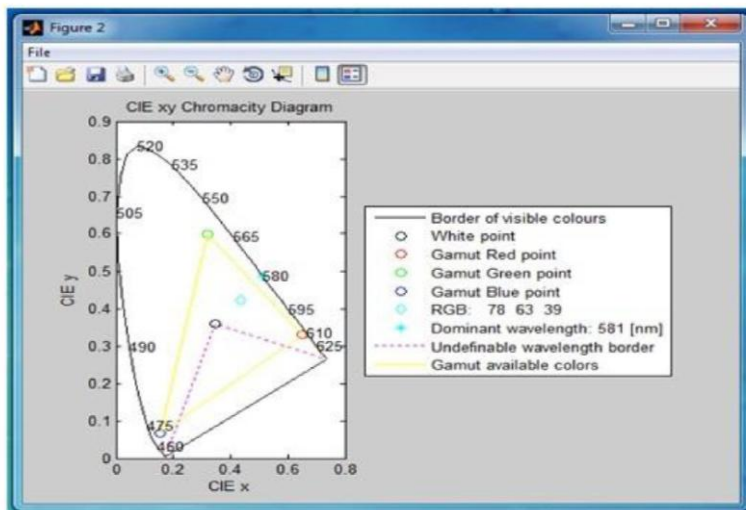 Figure 2
File
CIE xy Chromacity Diagram
0.9
0.8
0.7
0.6
0.5
0.4
0.3
0.2
0.1
0
CIE y
520
535
550
505
565
580
595
610
625
490
475
460
0
0.2
0.4
0.6
0.8
CIE x
Border of visible colours
White point
Gamut Red point
Gamut Green point
Gamut Blue point
RGB: 78 63 39
Dominant wavelength: 581 [nm]
Undefinable wavelength border
Gamut available colors